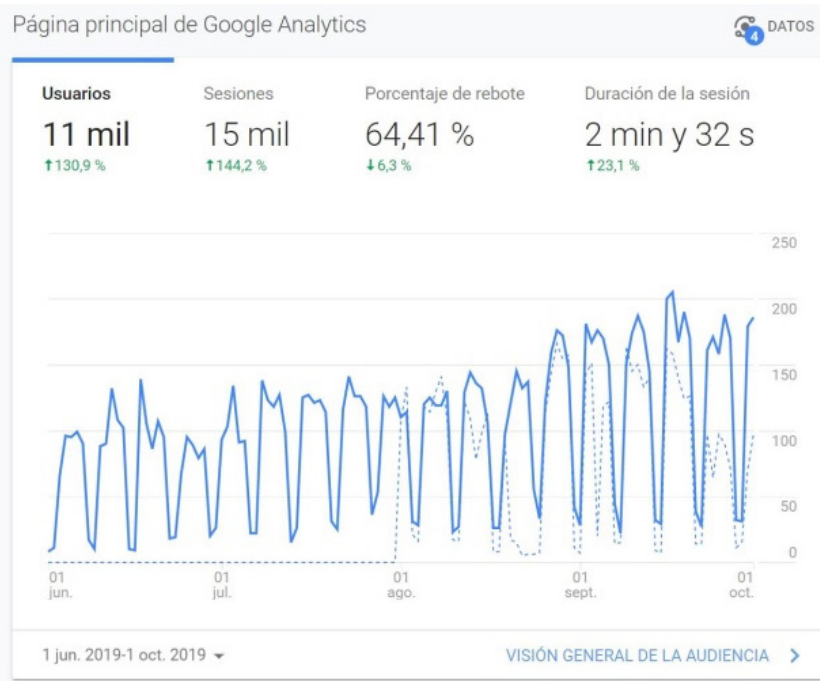 Página principal de Google Analytics
4 DATOS
Usuarios Sesiones Porcentaje de rebote Duración de la sesión
11 mil 15 mil 64,41 % 2 min y 32 s
↑130,9 % ↑144,2 % ↓6,3 % ↑23,1 %
250
200
150
100
50
0
01 01 01 01 01
jun. jul. ago. sept. oct.
1 jun. 2019-1 oct. 2019 VISIÓN GENERAL DE LA AUDIENCIA